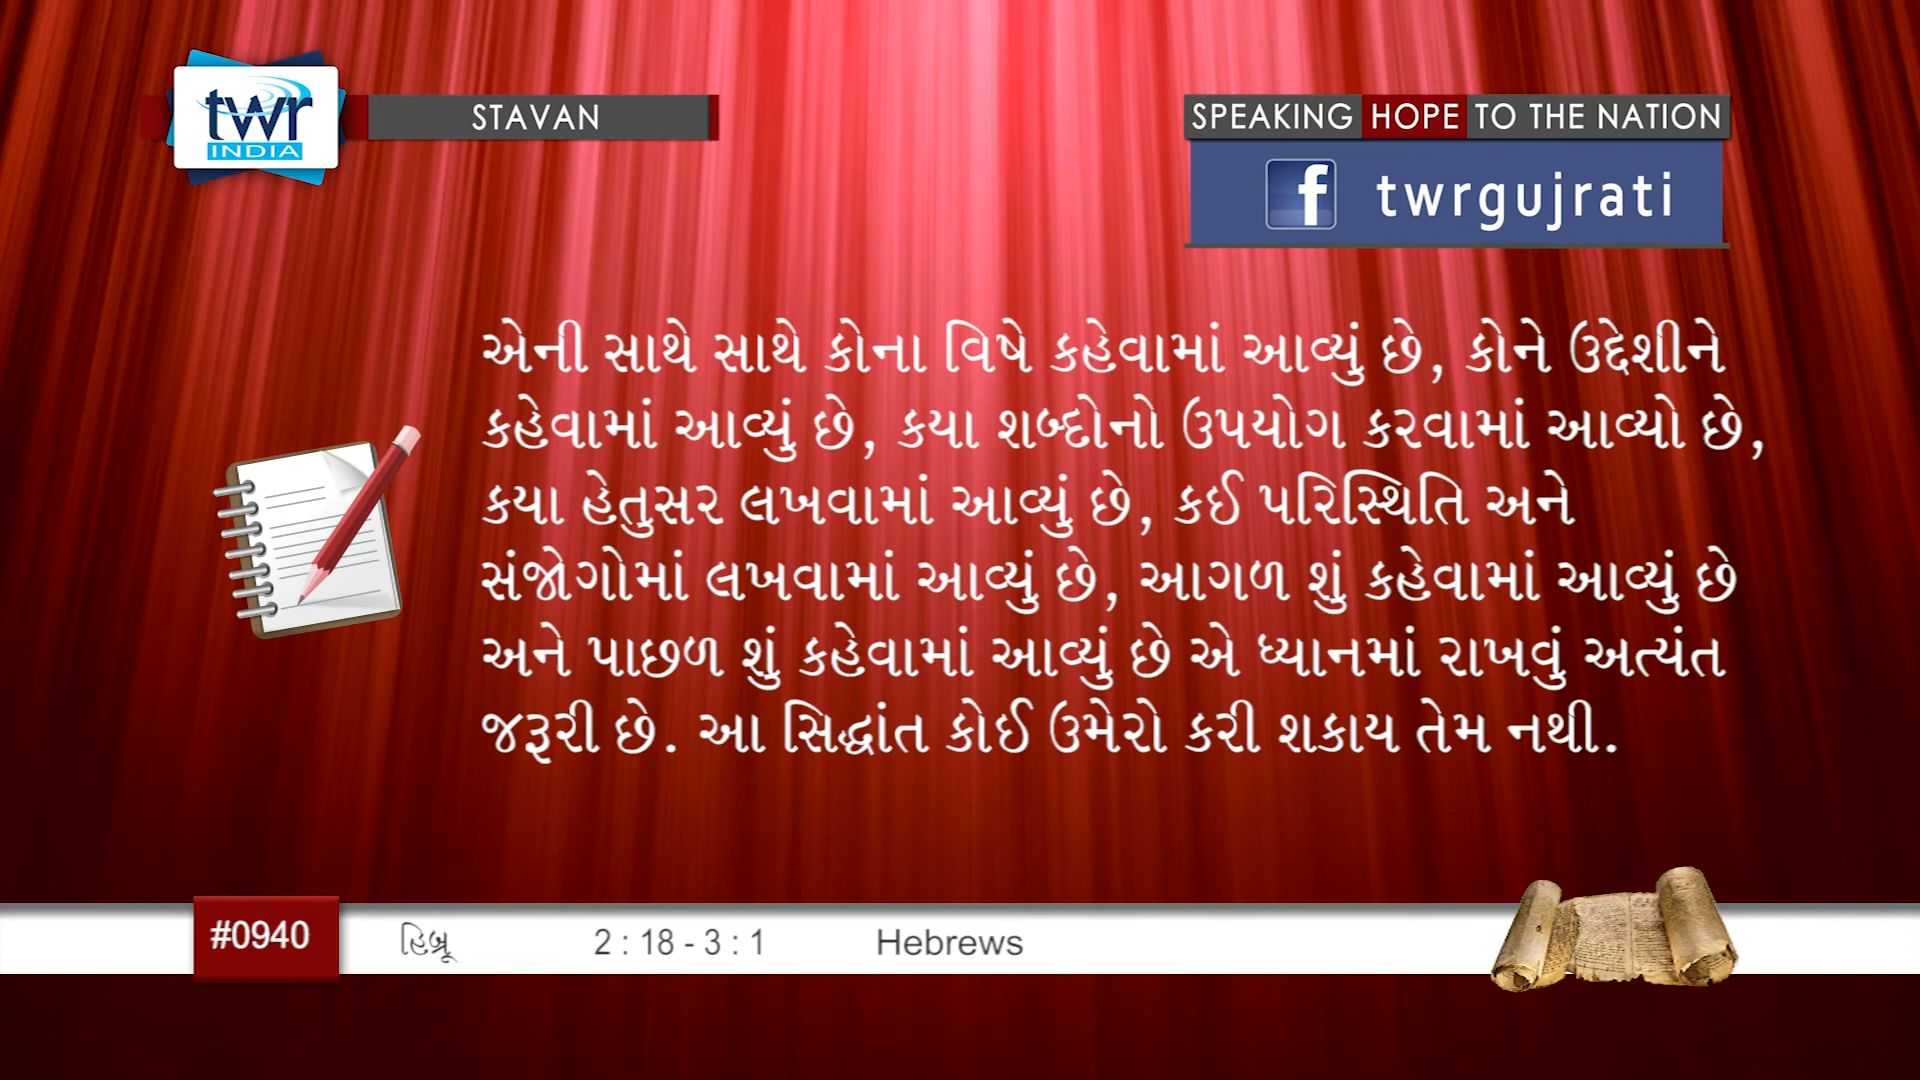 twr
INDIA
STAVAN
SPEAKING HOPE TO THE NATION
twrgujrati
એની સાથે સાથે કોના વિષે કહેવામાં આવ્યું છે, કોને ઉદ્દેશીને
કહેવામાં આવ્યું છે, કયા શબ્દોનો ઉપયોગ કરવામાં આવ્યો છે,
કયા હેતુસર લખવામાં આવ્યું છે, કઈ પરિસ્થિતિ અને
સંજોગોમાં લખવામાં આવ્યું છે, આગળ શું કહેવામાં આવ્યું છે
અને પાછળ શું કહેવામાં આવ્યું છે એ ધ્યાનમાં રાખવું અત્યંત
જરૂરી છે. આ સિદ્ધાંત કોઈ ઉમેરો કરી શકાય તેમ નથી.
#0940 હિબ્રૂ 2 : 18 - 3 : 1 Hebrews